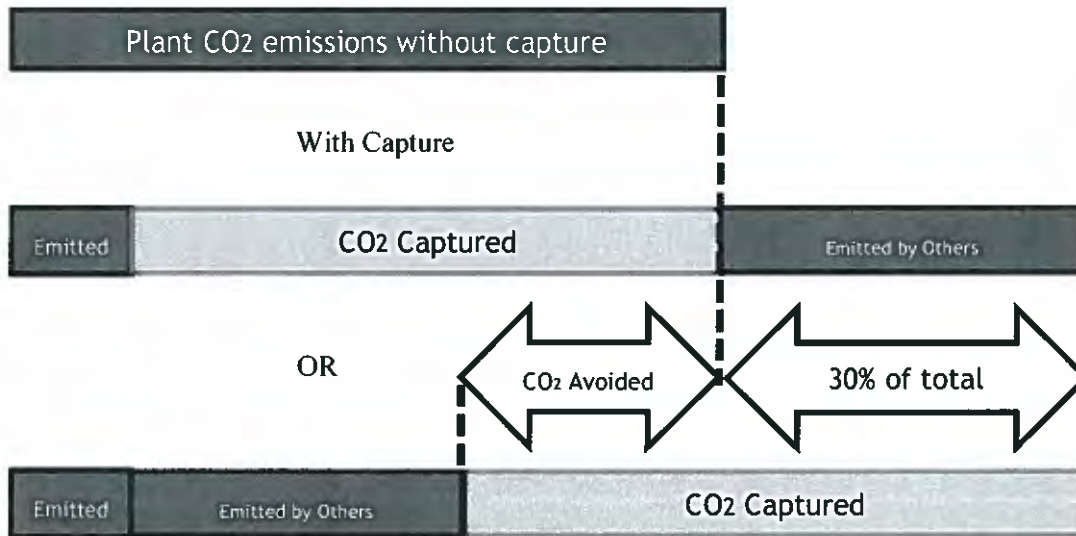 Plant CO2 emissions without capture
With Capture
Emitted
CO2 Captured
Emitted by Others
OR
CO2 Avoided
30% of total
Emitted
Emitted by Others
CO2 Captured